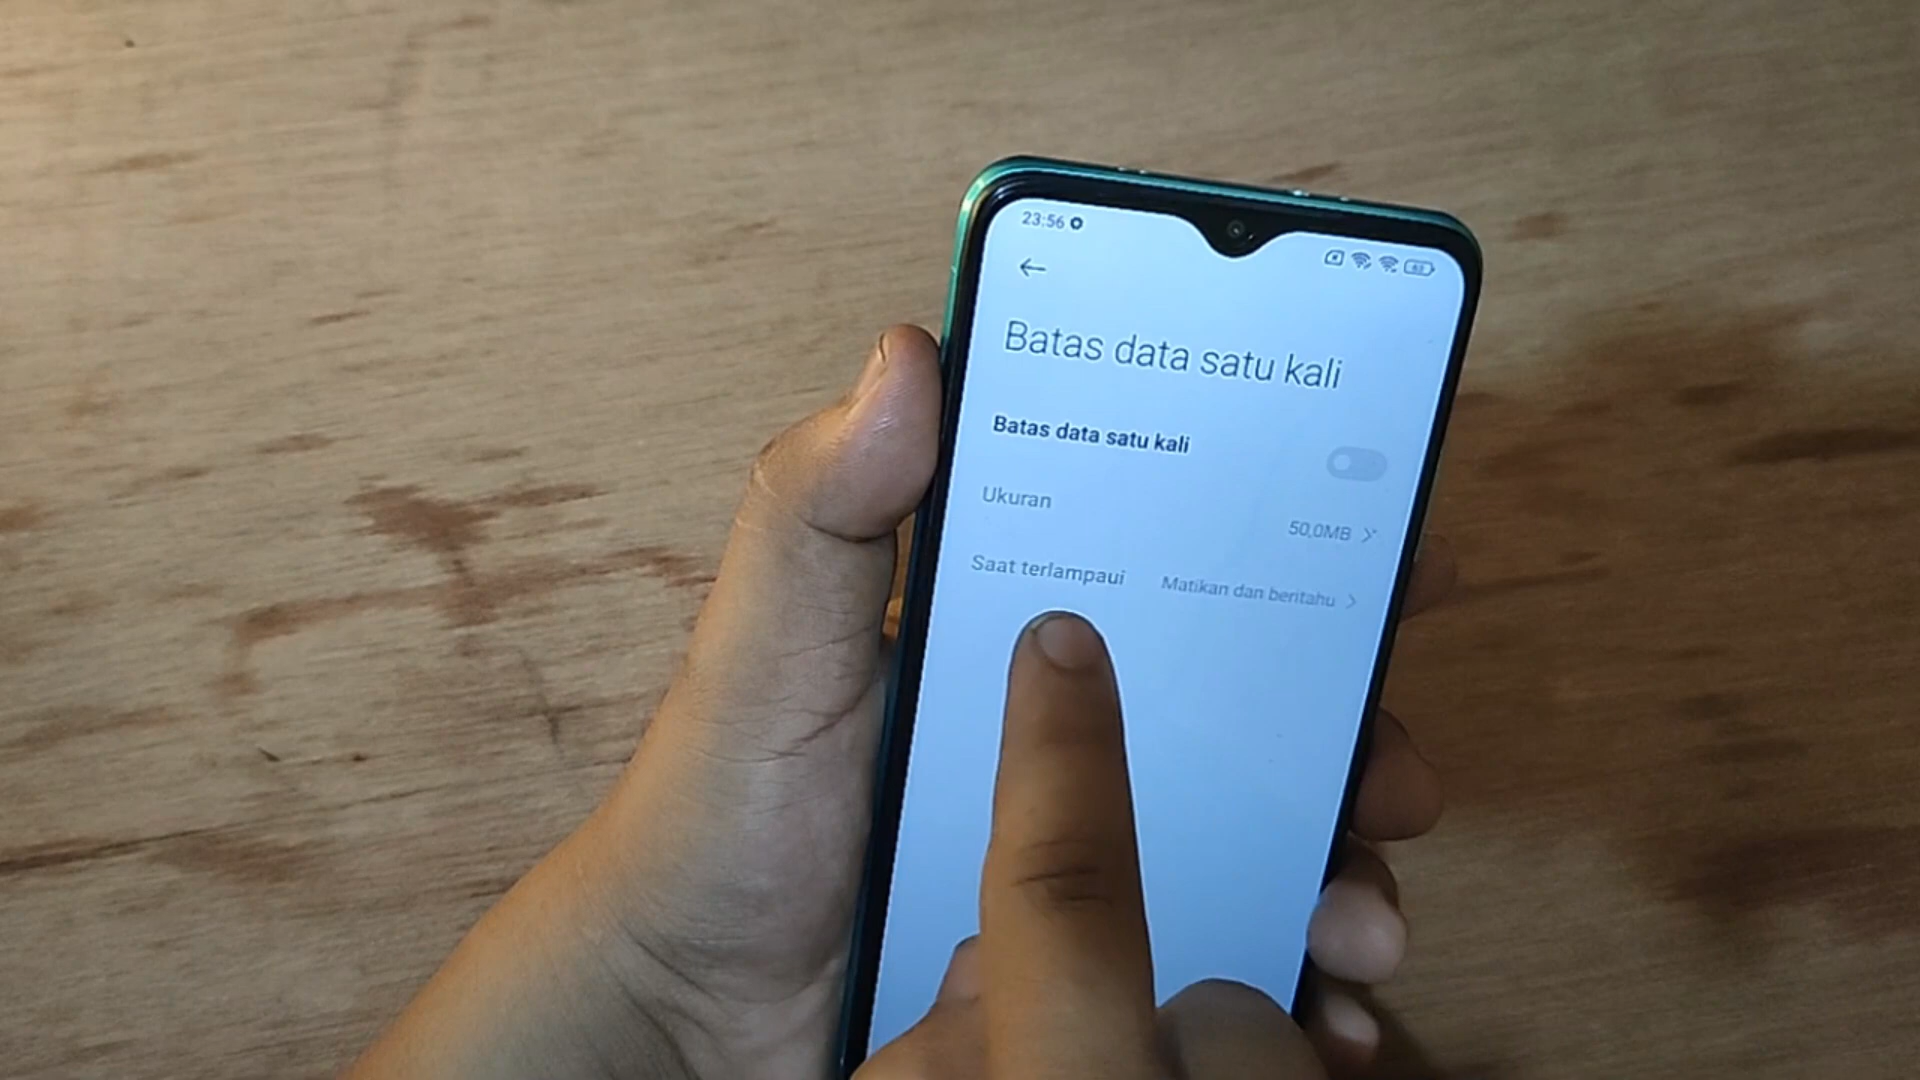 23:56
Batas data satu kali
Batas data satu kali
Ukuran
50,0MB
Saat terlampaui
Matikan dan beritahu